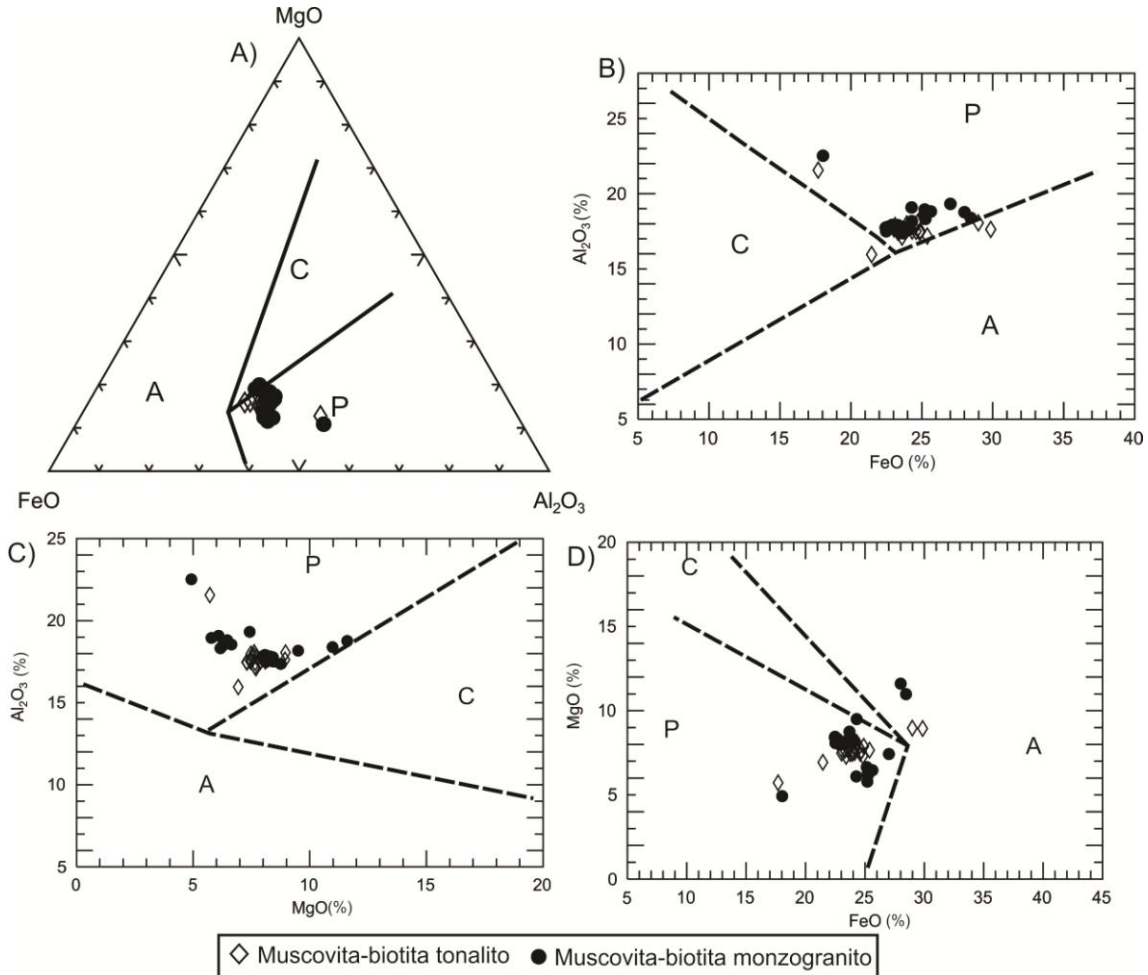 MgO
A)
C
A
P
FeO
Al₂O₃
B)
25
20
15
10
5
Al₂O₃(%)
P
C
A
5 10 15 20 25 30 35 40
FeO (%)
C)
25
20
15
10
5
Al₂O₃(%)
P
C
A
0 5 10 15 20
MgO(%)
D)
20
15
10
5
0
MgO (%)
C
P
A
5 10 15 20 25 30 35 45
FeO (%)
◇ Muscovita-biotita tonalito ● Muscovita-biotita monzogranito